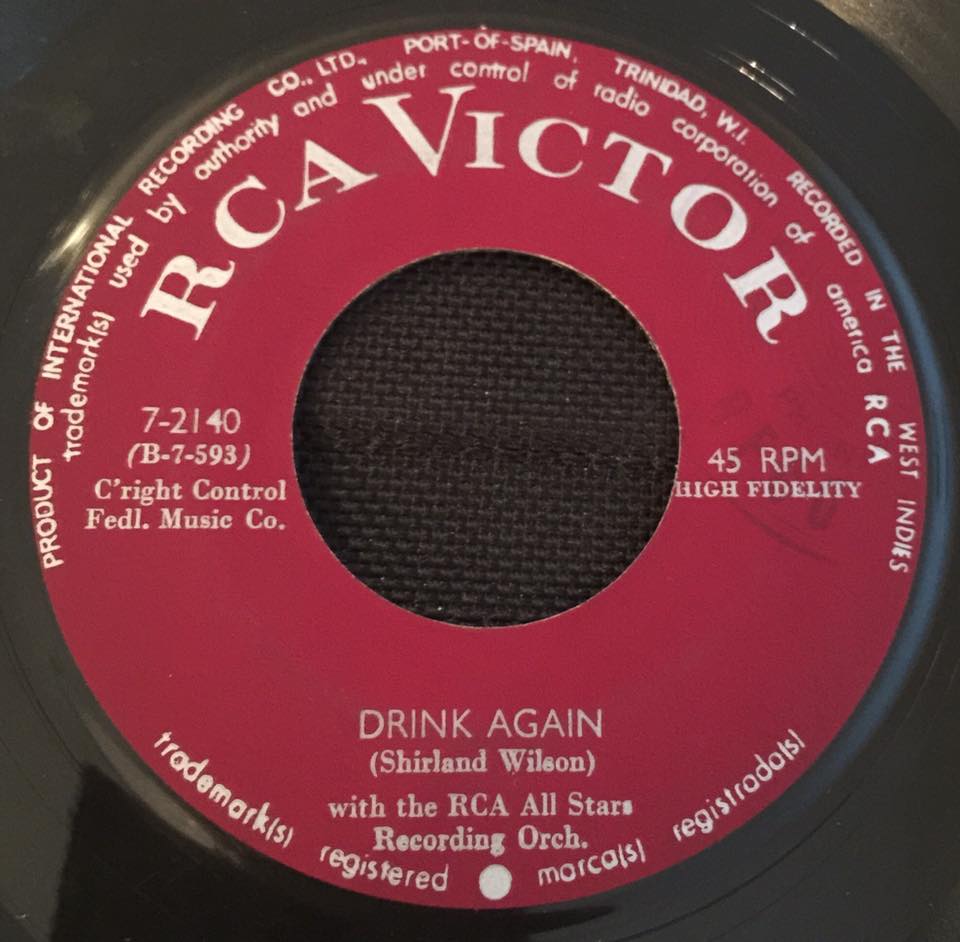 PRODUCT OF INTERNATIONAL RECORDING CO., LTD., PORT-OF-SPAIN, TRINIDAD, W.I. RECORDED IN THE WEST INDIES
trademark(s) used by authority and under control of radio corporation of america RCA
RCA VICTOR
7-2140
(B-7-593)
C'right Control
Fedl. Music Co.
45 RPM
HIGH FIDELITY
DRINK AGAIN
(Shirland Wilson)
with the RCA All Stars
Recording Orch.
trademark(s) registered marca(s) registrado(s)